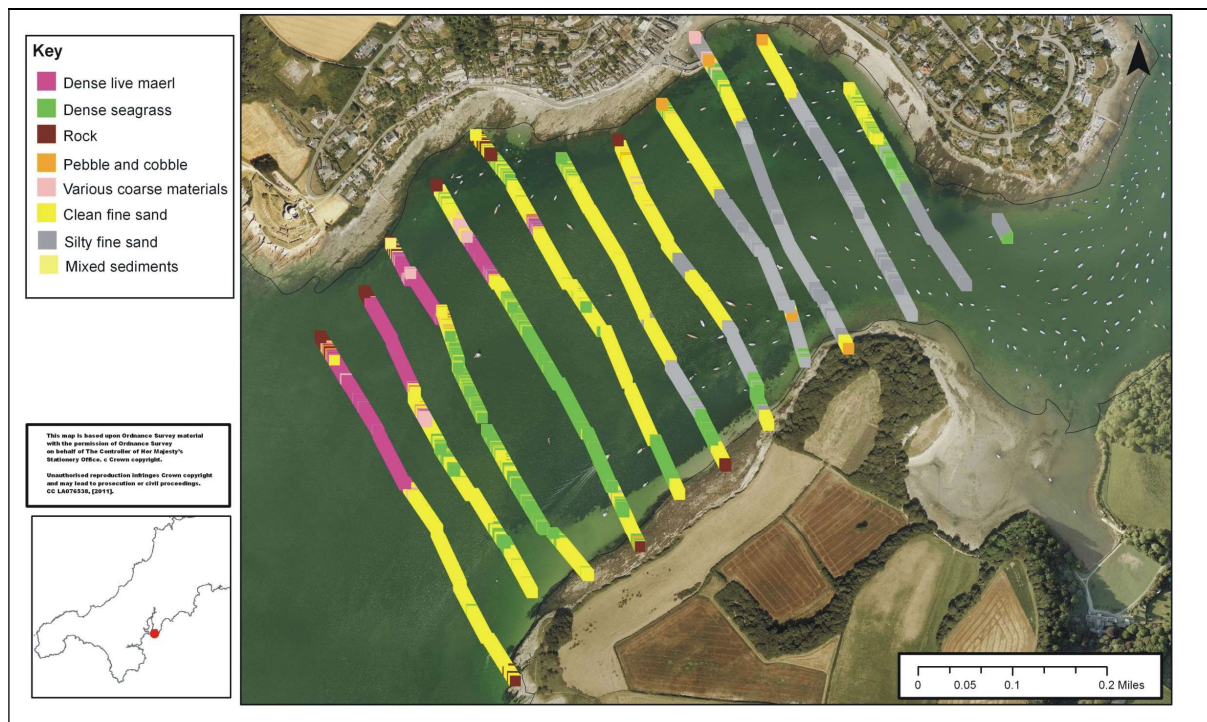 Key
Dense live maerl
Dense seagrass
Rock
Pebble and cobble
Various coarse materials
Clean fine sand
Silty fine sand
Mixed sediments
N
This map is based upon Ordnance Survey material
with the permission of Ordnance Survey
on behalf of The Controller of Her Majesty's
Stationery Office. c Crown copyright.
Unauthorised reproduction infringes Crown copyright
and may lead to prosecution or civil proceedings.
CC LA076538, [2011].
0 0.05 0.1 0.2 Miles